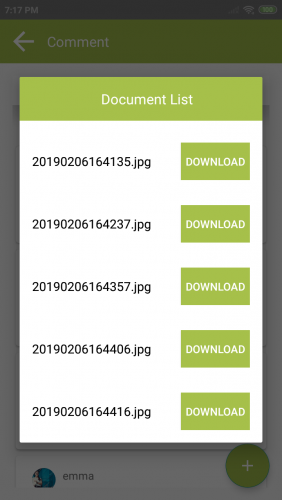 7:17 PM
Comment
Document List
20190206164135.jpg DOWNLOAD
20190206164237.jpg DOWNLOAD
20190206164357.jpg DOWNLOAD
20190206164406.jpg DOWNLOAD
20190206164416.jpg DOWNLOAD
emma